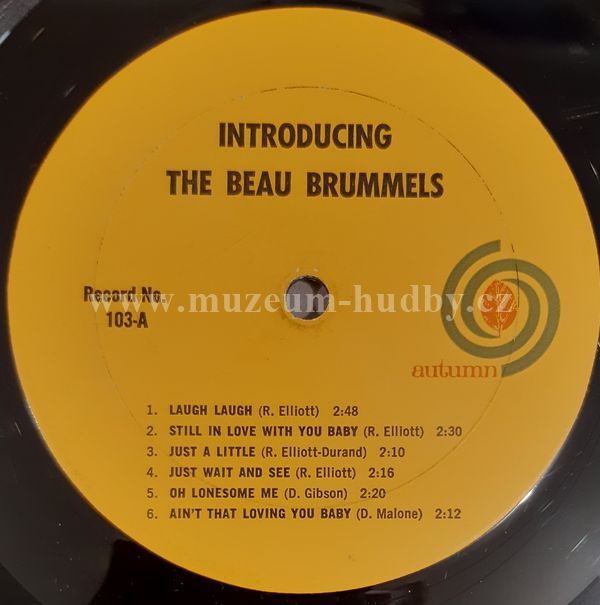 INTRODUCING
THE BEAU BRUMMELS
Record No.
103-A
www.muzeum-hudby.cz
autumn
1. LAUGH LAUGH (R. Elliott) 2:48
2. STILL IN LOVE WITH YOU BABY (R. Elliott) 2:30
3. JUST A LITTLE (R. Elliott-Durand) 2:10
4. JUST WAIT AND SEE (R. Elliott) 2:16
5. OH LONESOME ME (D. Gibson) 2:20
6. AIN'T THAT LOVING YOU BABY (D. Malone) 2:12